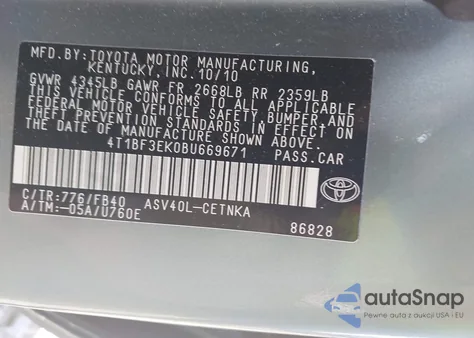 MFD. BY: TOYOTA MOTOR MANUFACTURING,
KENTUCKY, INC. 10/10
GVWR 4345LB GAWR FR 2668LB RR 2359LB
THIS VEHICLE CONFORMS TO ALL APPLICABLE
FEDERAL MOTOR VEHICLE SAFETY, BUMPER, AND
THEFT PREVENTION STANDARDS IN EFFECT ON
THE DATE OF MANUFACTURE SHOWN ABOVE.
4T1BF3EK0BU669671 PASS.CAR
C/TR:776/FB40 ASV40L-CETNKA
A/TM:-05A/U760E 86828
autoSnap
Pewne auto z aukcji USA i EU